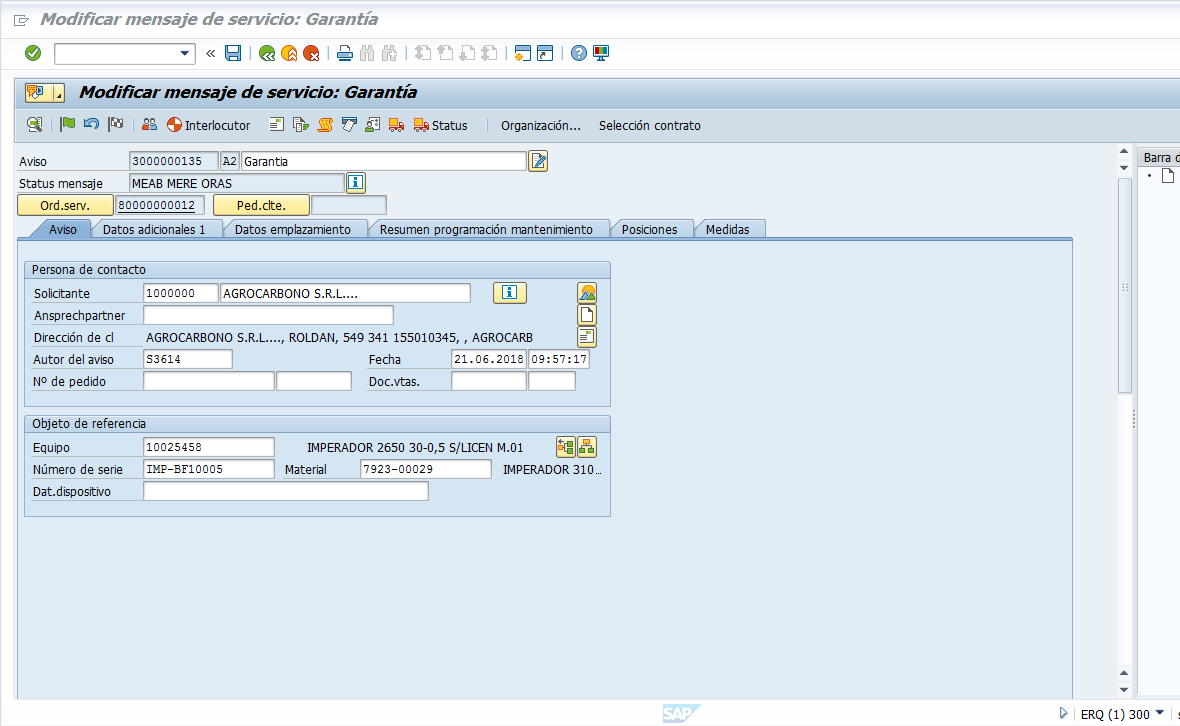 Modificar mensaje de servicio: Garantía
Modificar mensaje de servicio: Garantía
Interlocutor Status Organización... Selección contrato
Aviso 3000000135 A2 Garantia
Barra d
Status mensaje MEAB MERE ORAS
Ord.serv. 80000000012 Ped.clte.
Aviso Datos adicionales 1 Datos emplazamiento Resumen programación mantenimiento Posiciones Medidas
Persona de contacto
Solicitante 1000000 AGROCARBONO S.R.L....
Ansprechpartner
Dirección de cl AGROCARBONO S.R.L...., ROLDAN, 549 341 155010345, , AGROCARB
Autor del aviso S3614 Fecha 21.06.2018 09:57:17
Nº de pedido Doc.vtas.
Objeto de referencia
Equipo 10025458 IMPERADOR 2650 30-0,5 S/LICEN M.01
Número de serie IMP-BF10005 Material 7923-00029 IMPERADOR 310...
Dat.dispositivo
SAP
ERQ (1) 300